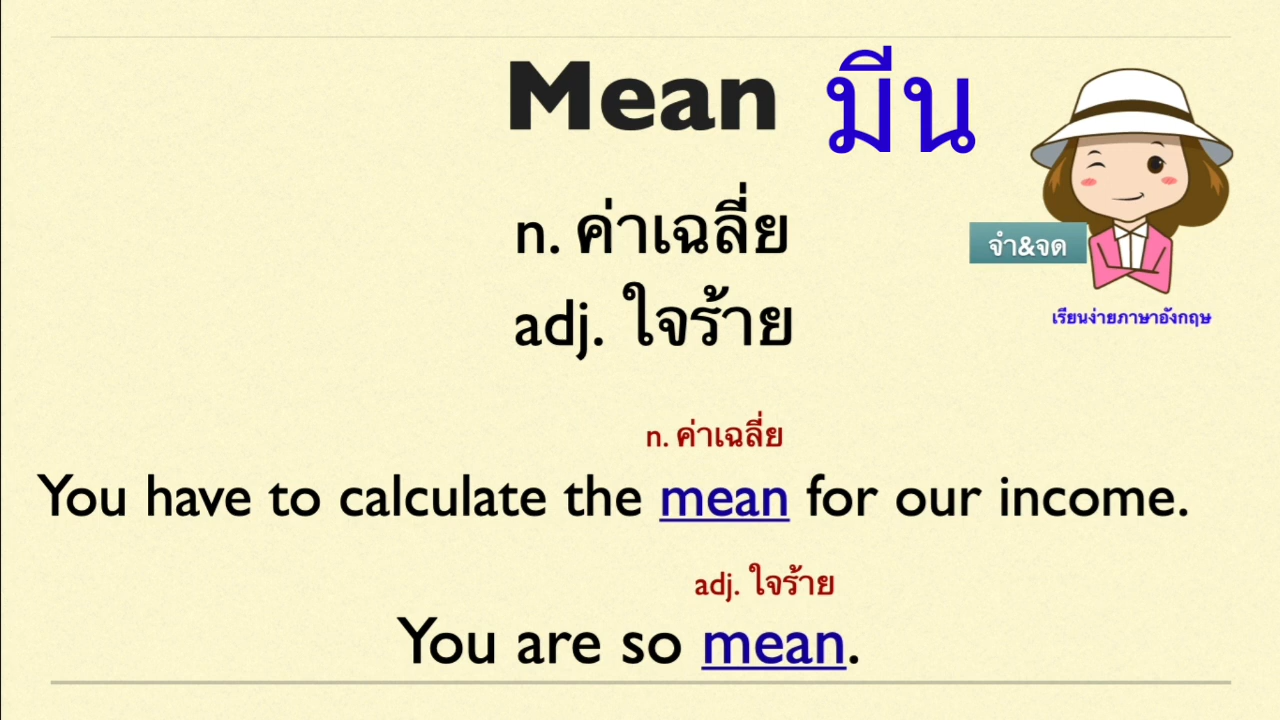 Mean มีน
n. ค่าเฉลี่ย
adj. ใจร้าย
จำ&จด
เรียนง่ายภาษาอังกฤษ
n. ค่าเฉลี่ย
You have to calculate the mean for our income.
adj. ใจร้าย
You are so mean.